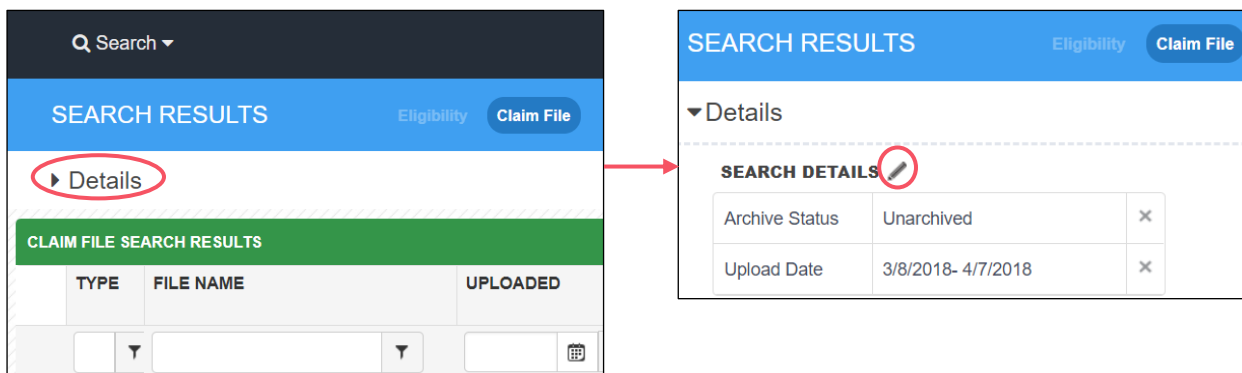 Search
SEARCH RESULTS Eligibility Claim File
Details
CLAIM FILE SEARCH RESULTS
TYPE FILE NAME UPLOADED
SEARCH RESULTS Eligibility Claim File
Details
SEARCH DETAILS
Archive Status Unarchived
Upload Date 3/8/2018- 4/7/2018